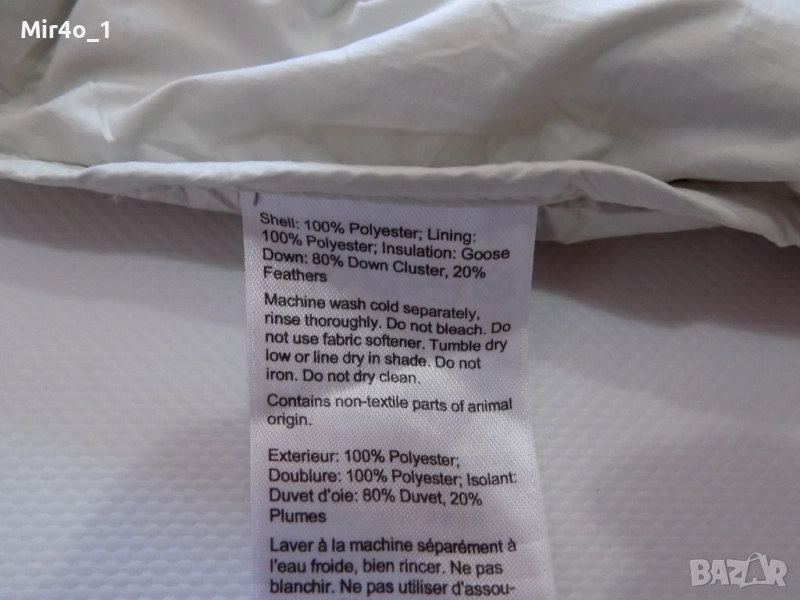 Mir4o_1
Shell: 100% Polyester; Lining:
100% Polyester; Insulation: Goose
Down: 80% Down Cluster, 20%
Feathers
Machine wash cold separately,
rinse thoroughly. Do not bleach. Do
not use fabric softener. Tumble dry
low or line dry in shade. Do not
iron. Do not dry clean.
Contains non-textile parts of animal
origin.
Exterieur: 100% Polyester;
Doublure: 100% Polyester; Isolant:
Duvet d'oie: 80% Duvet, 20%
Plumes
Laver à la machine séparément à
l'eau froide, bien rincer. Ne pas
blanchir. Ne pas utiliser d'assou-
BAZAR